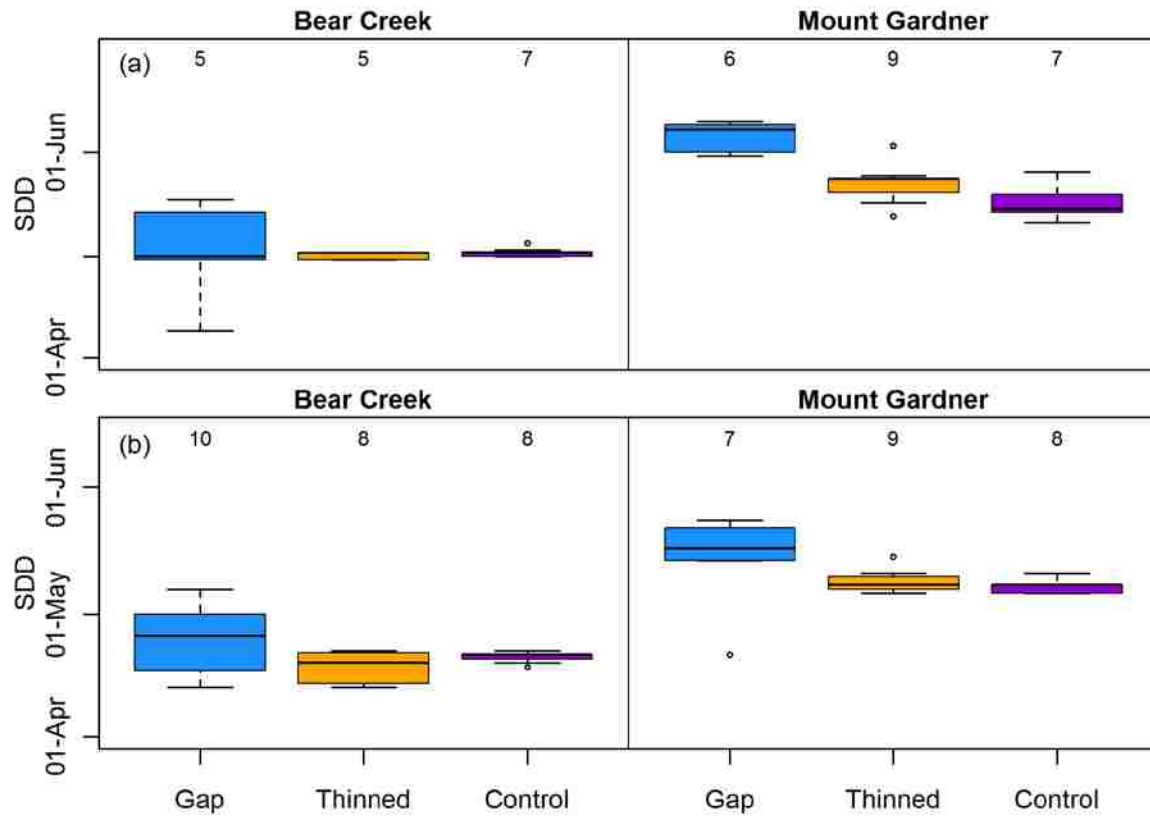 Bear Creek Mount Gardner
(a) 5 5 7 6 9 7
01-Jun
SDD
01-Apr
Bear Creek Mount Gardner
(b) 10 8 8 7 9 8
01-Jun
SDD
01-May
01-Apr
Gap Thinned Control Gap Thinned Control